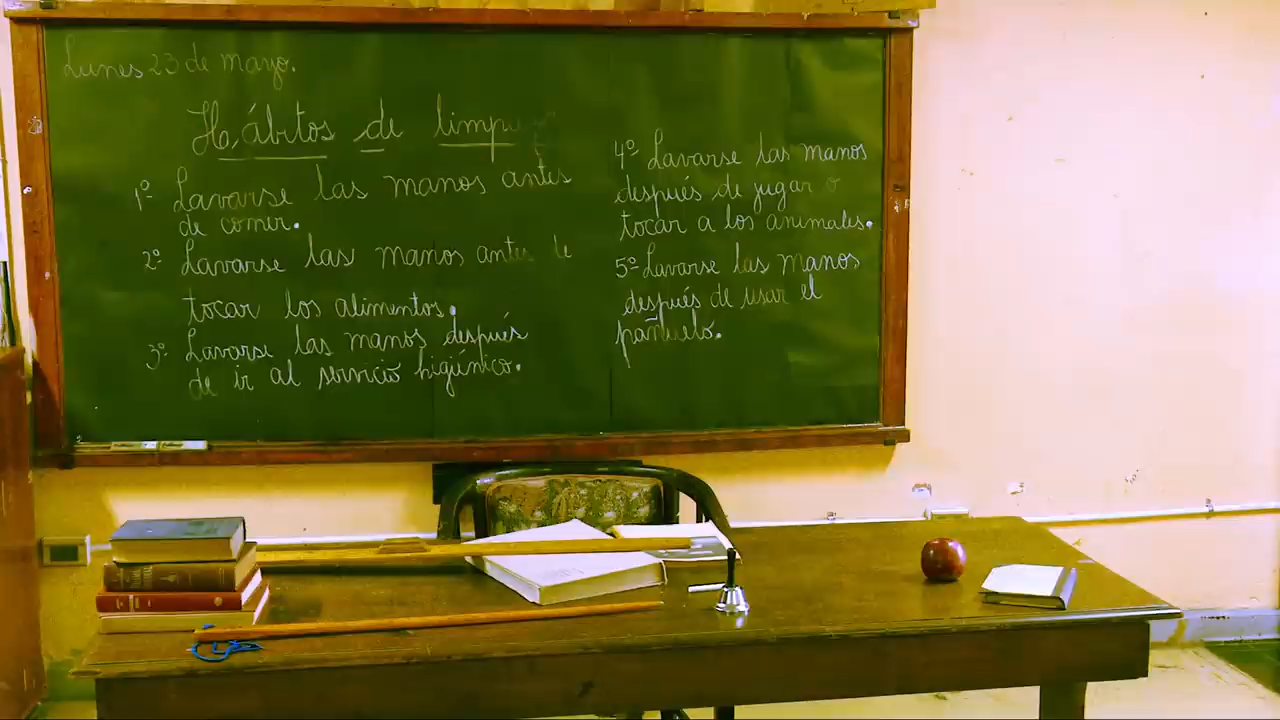 Lunes 23 de mayo.
Hábitos de
1º Lavarse las manos antes
de comer.
2º Lavarse las manos antes de
tocar los alimentos.
3º Lavarse las manos después
de ir al servicio higiénico.
4º Lavarse las manos
después de jugar o
tocar a los animales.
5º Lavarse las manos
después de usar el
pañuelo.